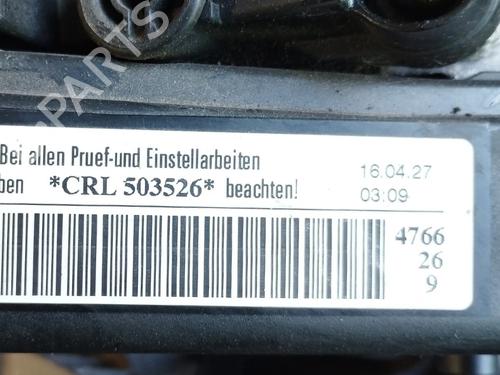 PARTS
Bei allen Pruef-und Einstellarbeiten
ben *CRL 503526* beachten!
16.04.27
03:09
4766
26
9